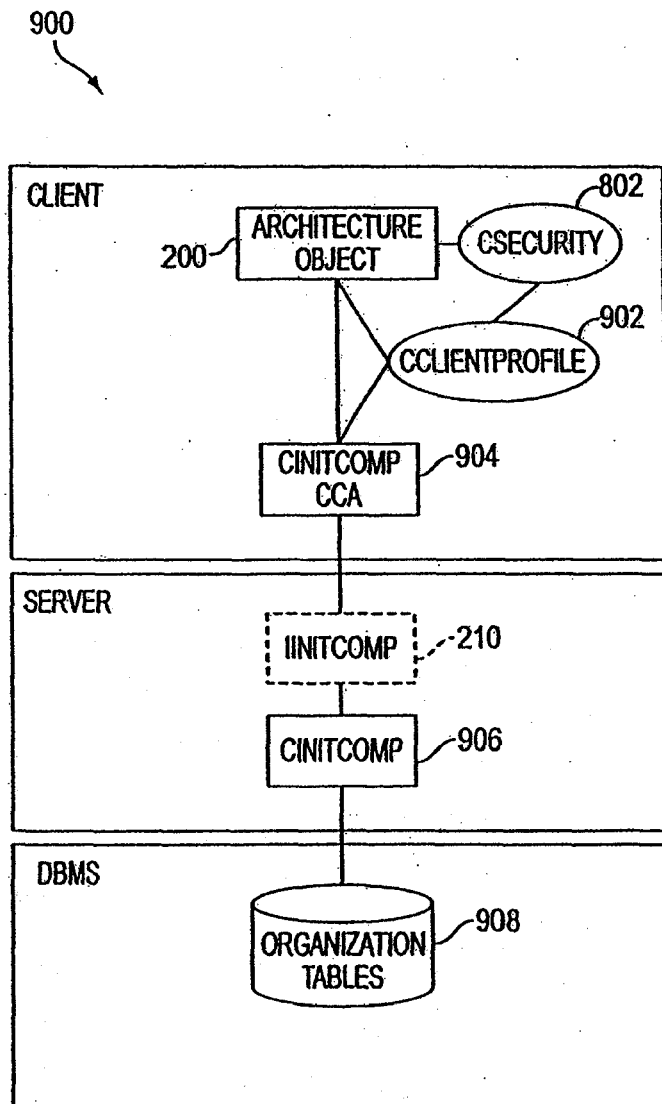 900
CLIENT
802
ARCHITECTURE
OBJECT
200
CSECURITY
902
CCLIENTPROFILE
CINITCOMP
CCA
904
SERVER
IINITCOMP
210
CINITCOMP
906
DBMS
ORGANIZATION
TABLES
908